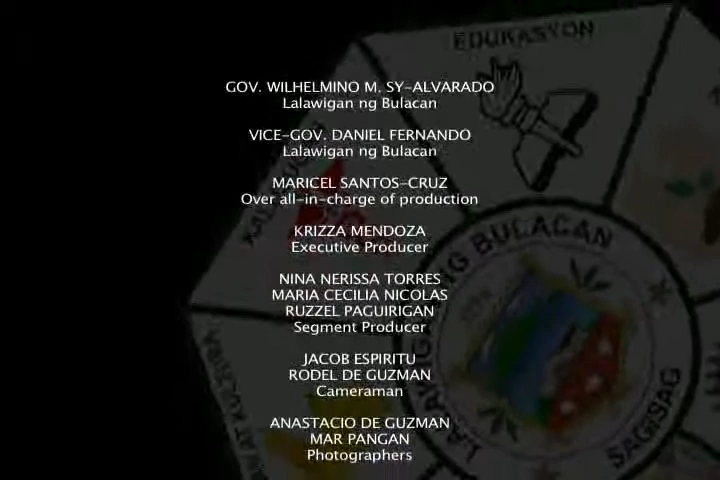 GOV. WILHELMINO M. SY-ALVARADO
Lalawigan ng Bulacan
VICE-GOV. DANIEL FERNANDO
Lalawigan ng Bulacan
MARICEL SANTOS-CRUZ
Over all-in-charge of production
KRIZZA MENDOZA
Executive Producer
NINA NERISSA TORRES
MARIA CECILIA NICOLAS
RUZZEL PAGUIRIGAN
Segment Producer
JACOB ESPIRITU
RODEL DE GUZMAN
Cameraman
ANASTACIO DE GUZMAN
MAR PANGAN
Photographers
EDUKASYON
LALAWIGAN NG BULACAN
SAGISAG